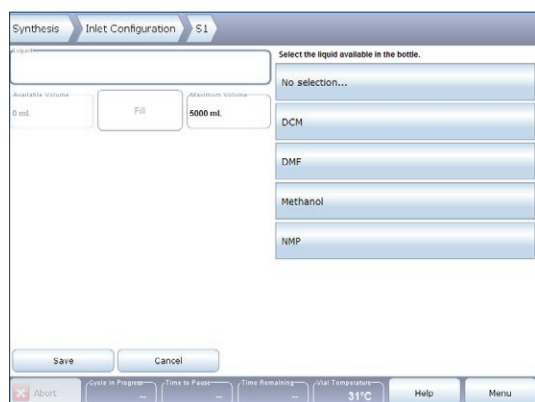 Synthesis Inlet Configuration S1
Liquid
Select the liquid available in the bottle.
No selection...
Available Volume
0 mL
Fill
Maximum Volume
5000 mL
DCM
DMF
Methanol
NMP
Save Cancel
Abort
Cycle in Progress
--
Time to Pause
--
Time Remaining
--
Vial Temperature
31°C
Help
Menu